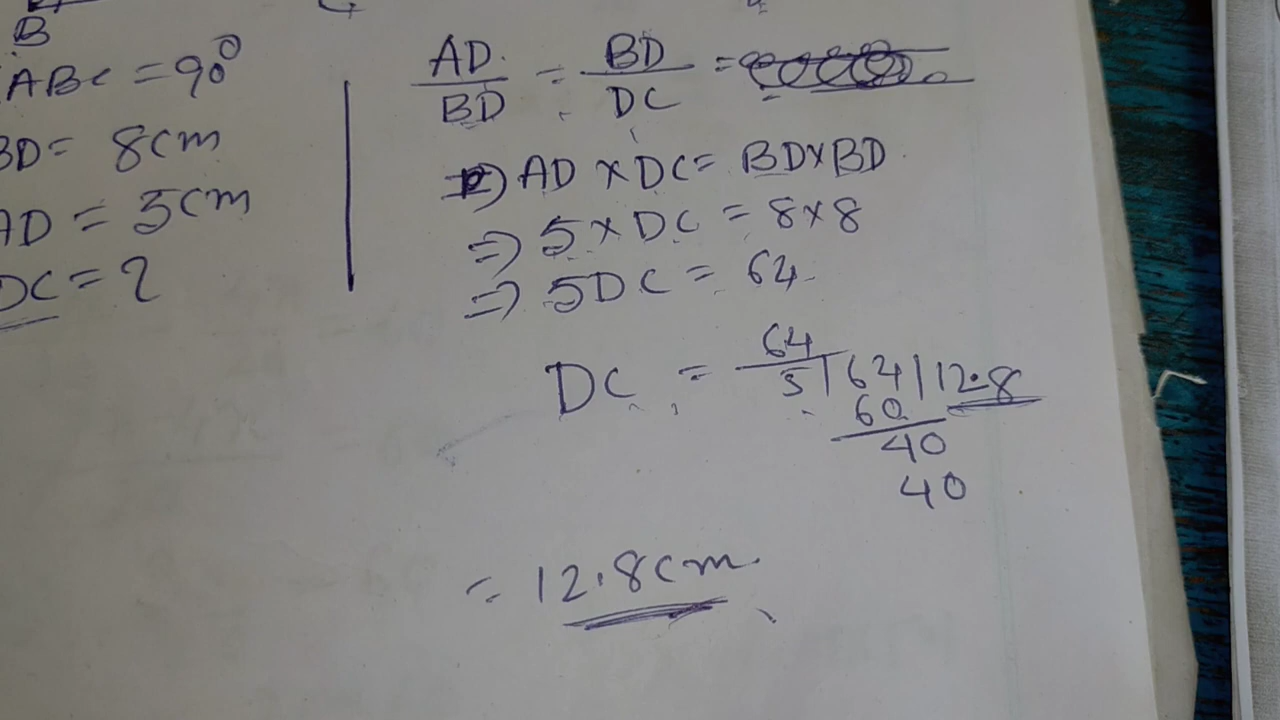 B
ABC = 90°
BD = 8cm
AD = 5cm
DC = ?
AD/BD = BD/DC =
⇒ AD × DC = BD×BD
⇒ 5×DC = 8×8
⇒ 5DC = 64
DC = 64/5 | 64 | 12.8
60
40
40
= 12.8cm